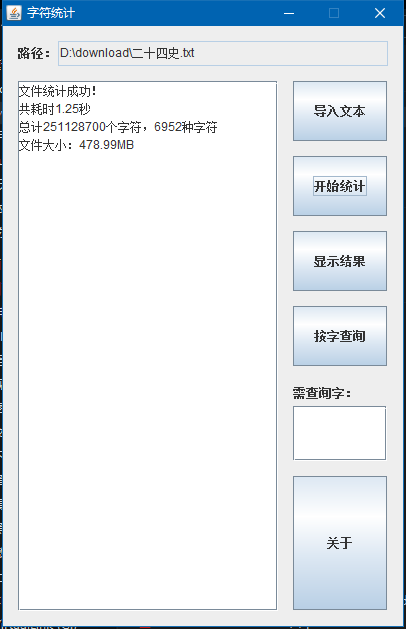 字符统计
路径：D:\download\二十四史.txt
文件统计成功！
共耗时1.25秒
总计251128700个字符，6952种字符
文件大小：478.99MB
导入文本
开始统计
显示结果
按字查询
需查询字：
关于